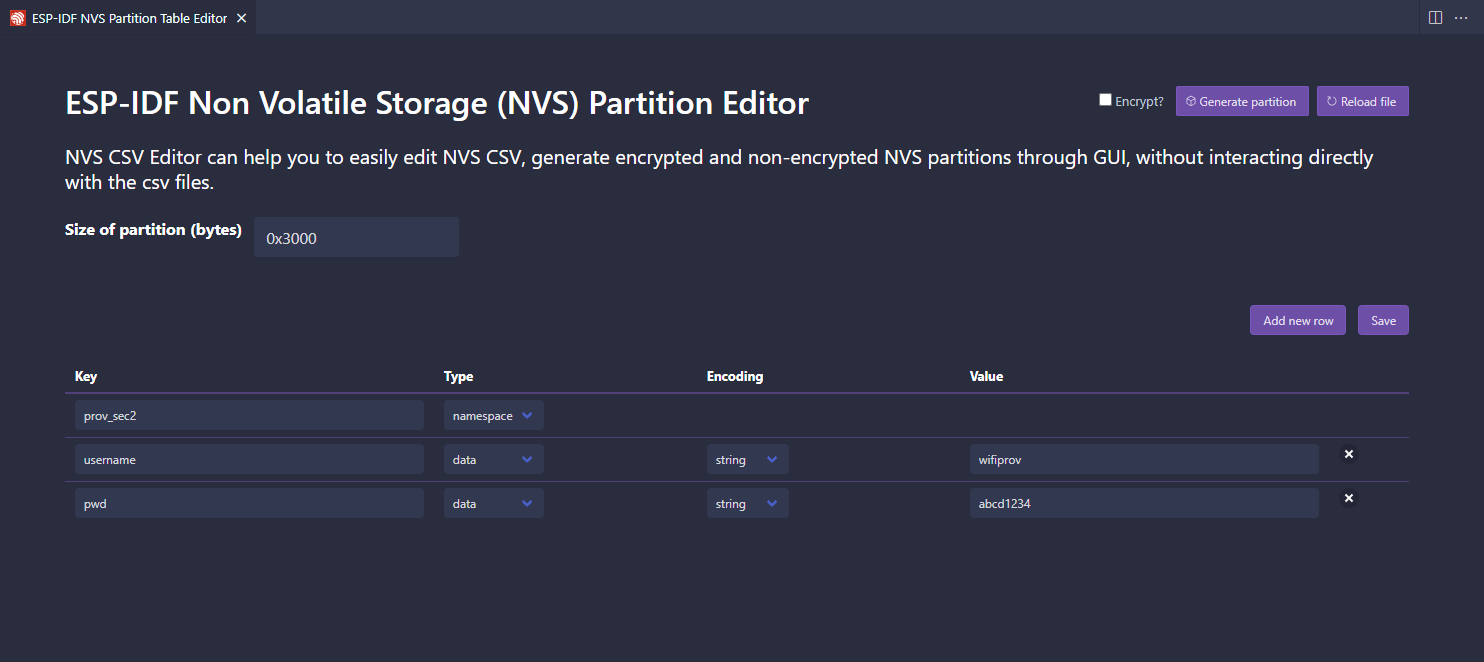 ESP-IDF NVS Partition Table Editor
ESP-IDF Non Volatile Storage (NVS) Partition Editor
Encrypt?
Generate partition
Reload file
NVS CSV Editor can help you to easily edit NVS CSV, generate encrypted and non-encrypted NVS partitions through GUI, without interacting directly
with the csv files.
Size of partition (bytes)
0x3000
Add new row
Save
Key Type Encoding Value
prov_sec2 namespace
username data string wifiprov
pwd data string abcd1234